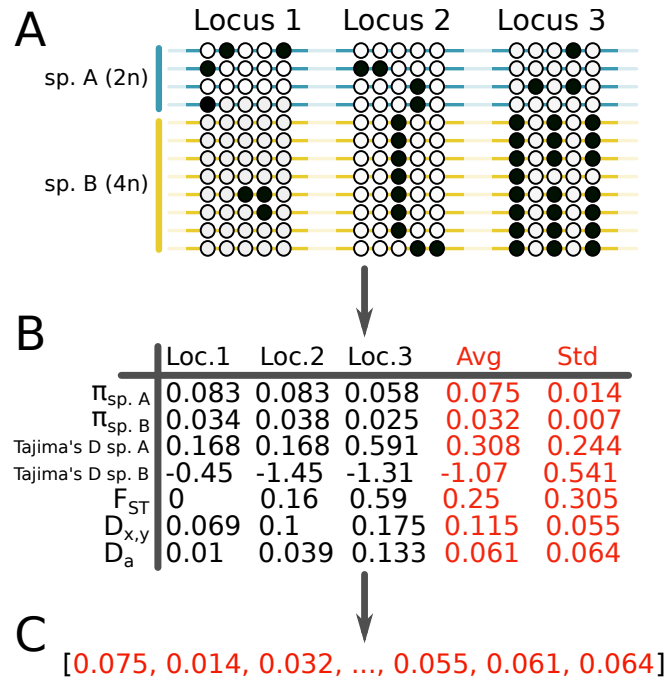 A
Locus 1 Locus 2 Locus 3
sp. A (2n)
sp. B (4n)
B
Loc.1 Loc.2 Loc.3 Avg Std
πsp. A 0.083 0.083 0.058 0.075 0.014
πsp. B 0.034 0.038 0.025 0.032 0.007
Tajima's D sp. A 0.168 0.168 0.591 0.308 0.244
Tajima's D sp. B -0.45 -1.45 -1.31 -1.07 0.541
FST 0 0.16 0.59 0.25 0.305
Dx,y 0.069 0.1 0.175 0.115 0.055
Da 0.01 0.039 0.133 0.061 0.064
C
[0.075, 0.014, 0.032, ..., 0.055, 0.061, 0.064]